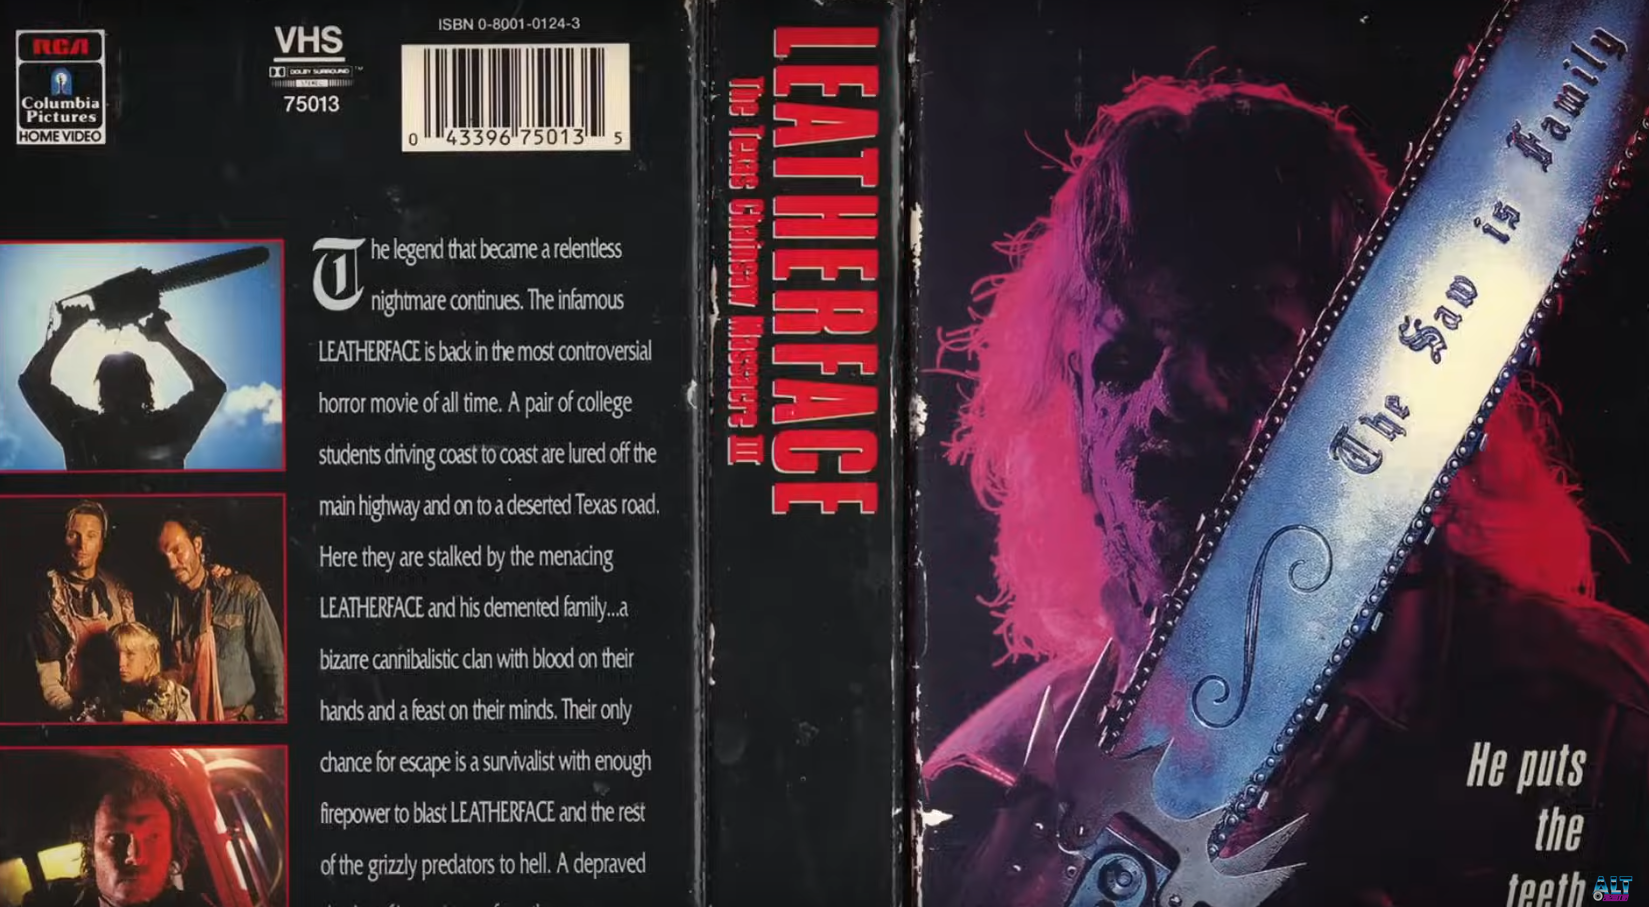 RCA
Columbia
Pictures
HOME VIDEO
VHS
DOLBY SURROUND™
STEREO
75013
ISBN 0-8001-0124-3
0 43396 75013 5
The legend that became a relentless
nightmare continues. The infamous
LEATHERFACE is back in the most controversial
horror movie of all time. A pair of college
students driving coast to coast are lured off the
main highway and on to a deserted Texas road.
Here they are stalked by the menacing
LEATHERFACE and his demented family...a
bizarre cannibalistic clan with blood on their
hands and a feast on their minds. Their only
chance for escape is a survivalist with enough
firepower to blast LEATHERFACE and the rest
of the grizzly predators to hell. A depraved
LEATHERFACE
The Texas Chainsaw Massacre III
The Saw is Family
He puts
the
teeth
ALT